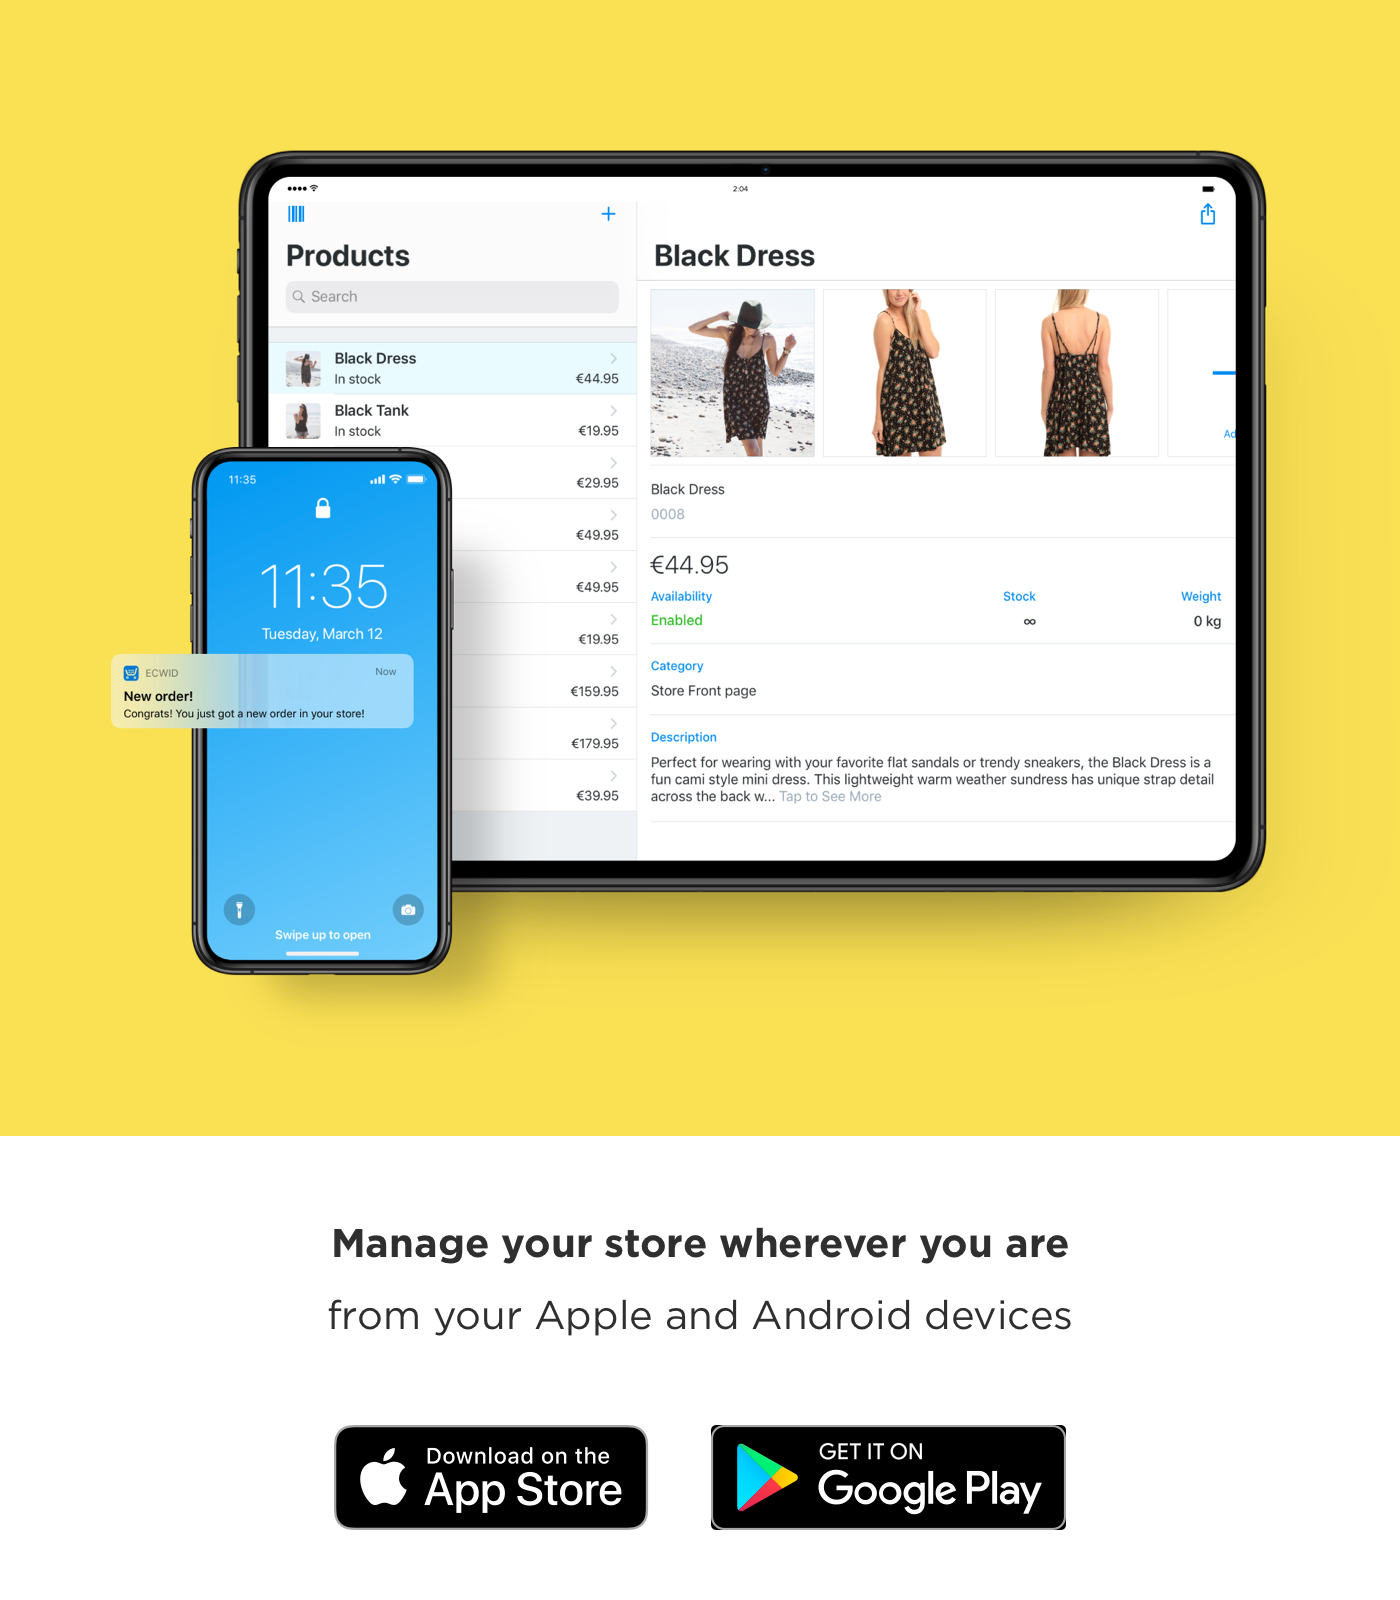 2:04
Products
Search
Black Dress
In stock
€44.95
Black Tank
In stock
€19.95
€29.95
€49.95
€49.95
€19.95
€159.95
€179.95
€39.95
Black Dress
Ad
Black Dress
0008
€44.95
Availability Stock Weight
Enabled ∞ 0 kg
Category
Store Front page
Description
Perfect for wearing with your favorite flat sandals or trendy sneakers, the Black Dress is a
fun cami style mini dress. This lightweight warm weather sundress has unique strap detail
across the back w... Tap to See More
11:35
11:35
Tuesday, March 12
ECWID Now
New order!
Congrats! You just got a new order in your store!
Swipe up to open
Manage your store wherever you are
from your Apple and Android devices
Download on the
App Store
GET IT ON
Google Play